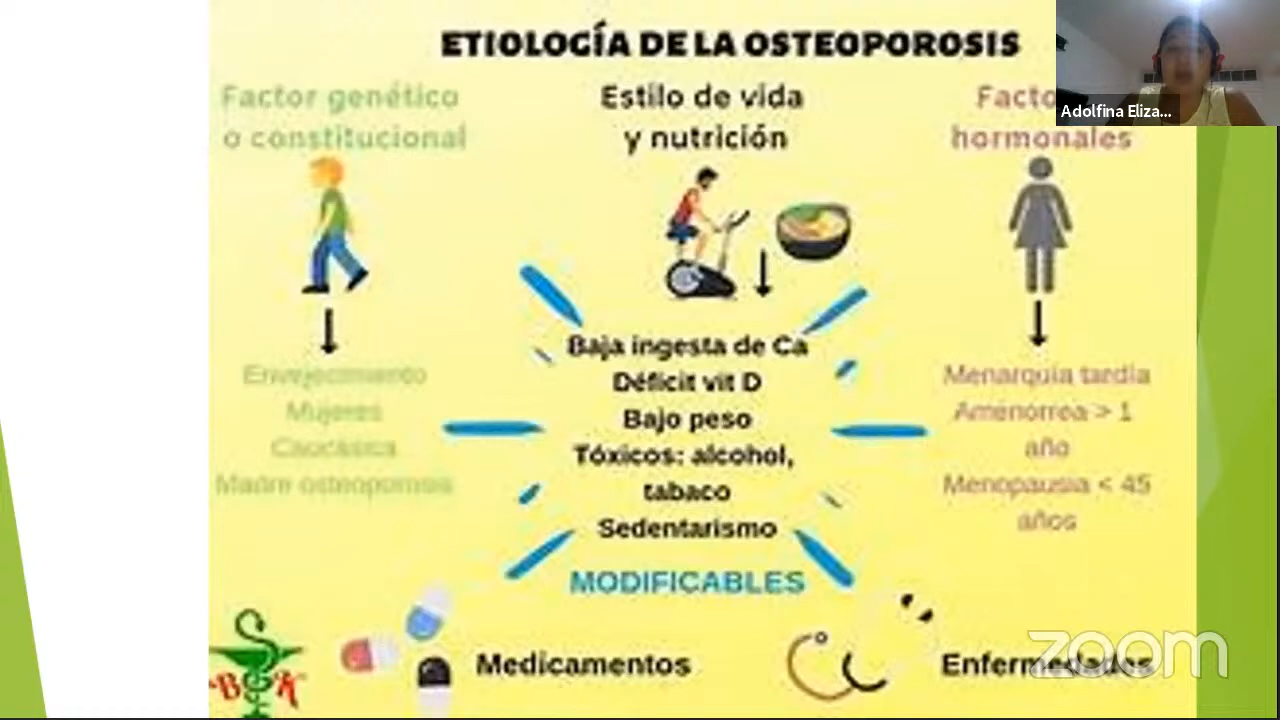 ETIOLOGÍA DE LA OSTEOPOROSIS
Adolfina Eliza...
Factor genético
o constitucional
Envejecimiento
Mujeres
Caucásica
Madre osteoporosis
Estilo de vida
y nutrición
Baja ingesta de Ca
Déficit vit D
Bajo peso
Tóxicos: alcohol,
tabaco
Sedentarismo
MODIFICABLES
Facto
hormonales
Menarquia tardía
Amenorrea > 1
año
Menopausia < 45
años
B A
Medicamentos
Enfermedades
zoom